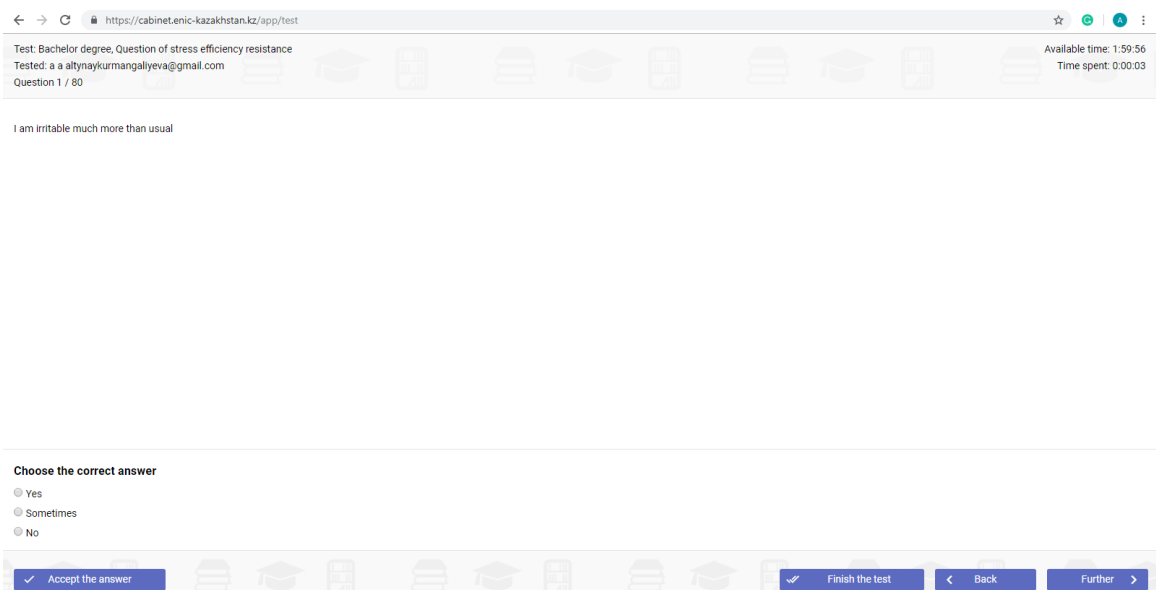 https://cabinet.enic-kazakhstan.kz/app/test
A
Test: Bachelor degree, Question of stress efficiency resistance
Available time: 1:59:56
Tested: a a altynaykurmangaliyeva@gmail.com
Time spent: 0:00:03
Question 1 / 80
I am irritable much more than usual
Choose the correct answer
Yes
Sometimes
No
Accept the answer
Finish the test
Back
Further